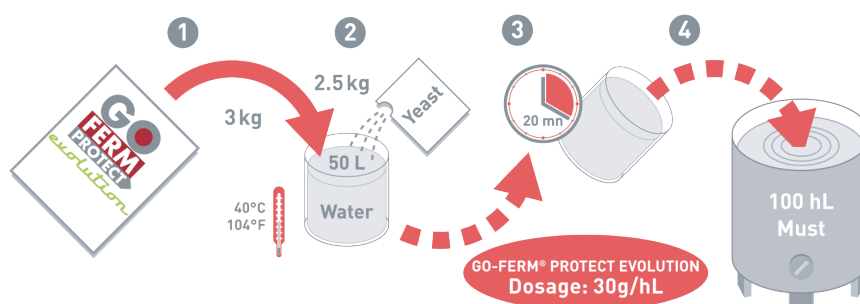 1
2
3
4
GO
FERM
PROTECT
evolution
3 kg
2.5 kg
Yeast
50 L
Water
40°C
104°F
20 mn
100 hL
Must
GO-FERM® PROTECT EVOLUTION
Dosage: 30g/hL